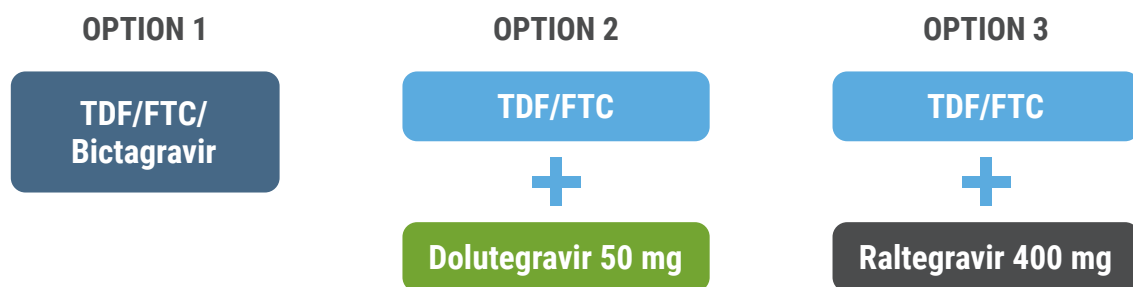 OPTION 1
TDF/FTC/
Bictagravir
OPTION 2
TDF/FTC
Dolutegravir 50 mg
OPTION 3
TDF/FTC
Raltegravir 400 mg